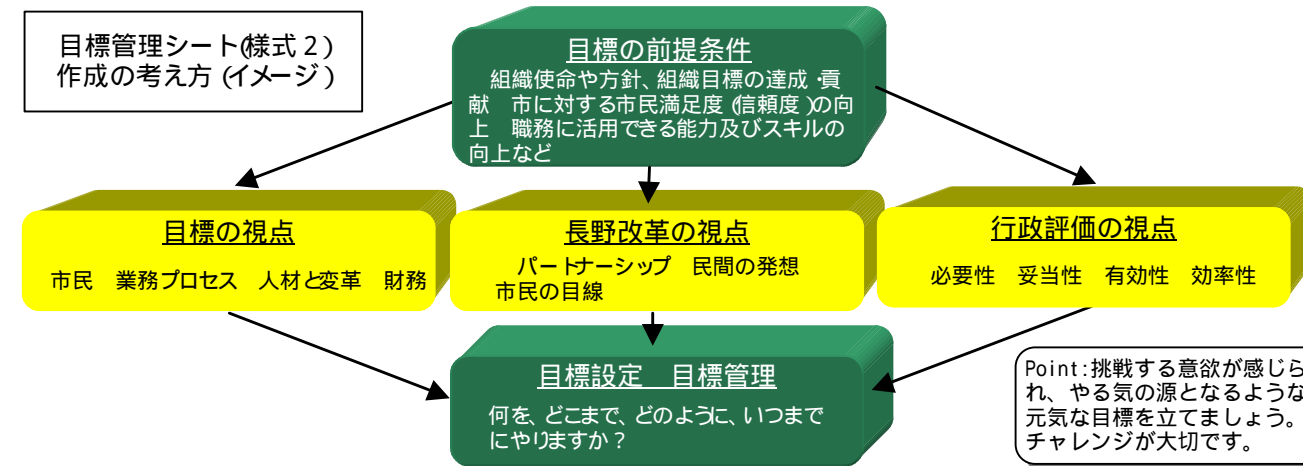 目標管理シート(様式2)
作成の考え方(イメージ)
目標の前提条件
組織使命や方針、組織目標の達成・貢
献 市に対する市民満足度(信頼度)の向
上 職務に活用できる能力及びスキルの
向上など
目標の視点
市民 業務プロセス 人材と変革 財務
長野改革の視点
パートナーシップ 民間の発想
市民の目線
行政評価の視点
必要性 妥当性 有効性 効率性
目標設定 目標管理
何を、どこまで、どのように、いつまで
にやりますか?
Point:挑戦する意欲が感じら
れ、やる気の源となるような
元気な目標を立てましょう。
チャレンジが大切です。